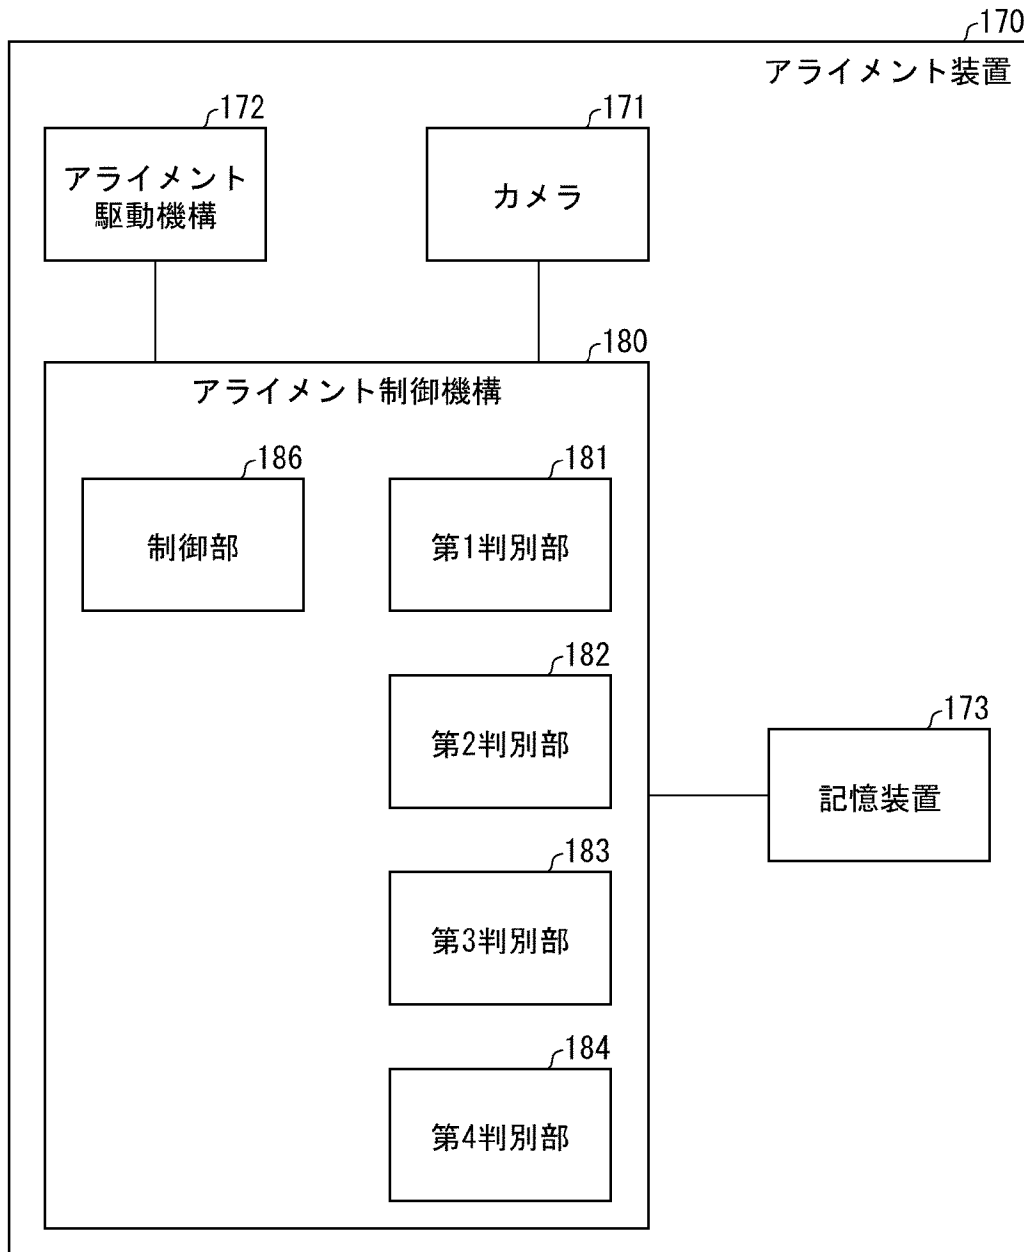 170
アライメント装置
172
アライメント
駆動機構
171
カメラ
180
アライメント制御機構
186
制御部
181
第1判別部
182
第2判別部
173
記憶装置
183
第3判別部
184
第4判別部